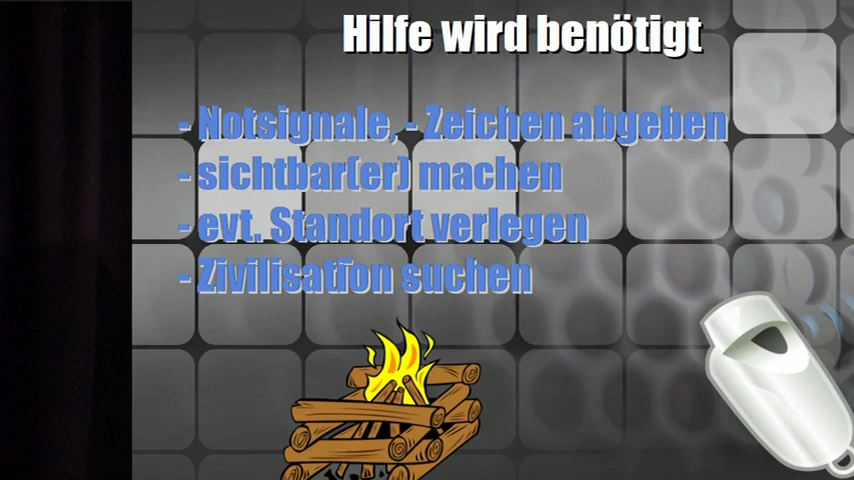 Hilfe wird benötigt
- Notsignale, - Zeichen abgeben
- sichtbar(er) machen
- evt. Standort verlegen
- Zivilisation suchen